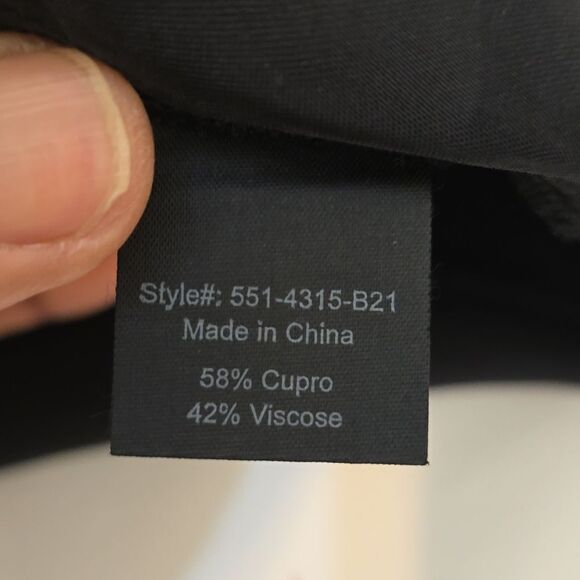 Style#: 551-4315-B21
Made in China
58% Cupro
42% Viscose